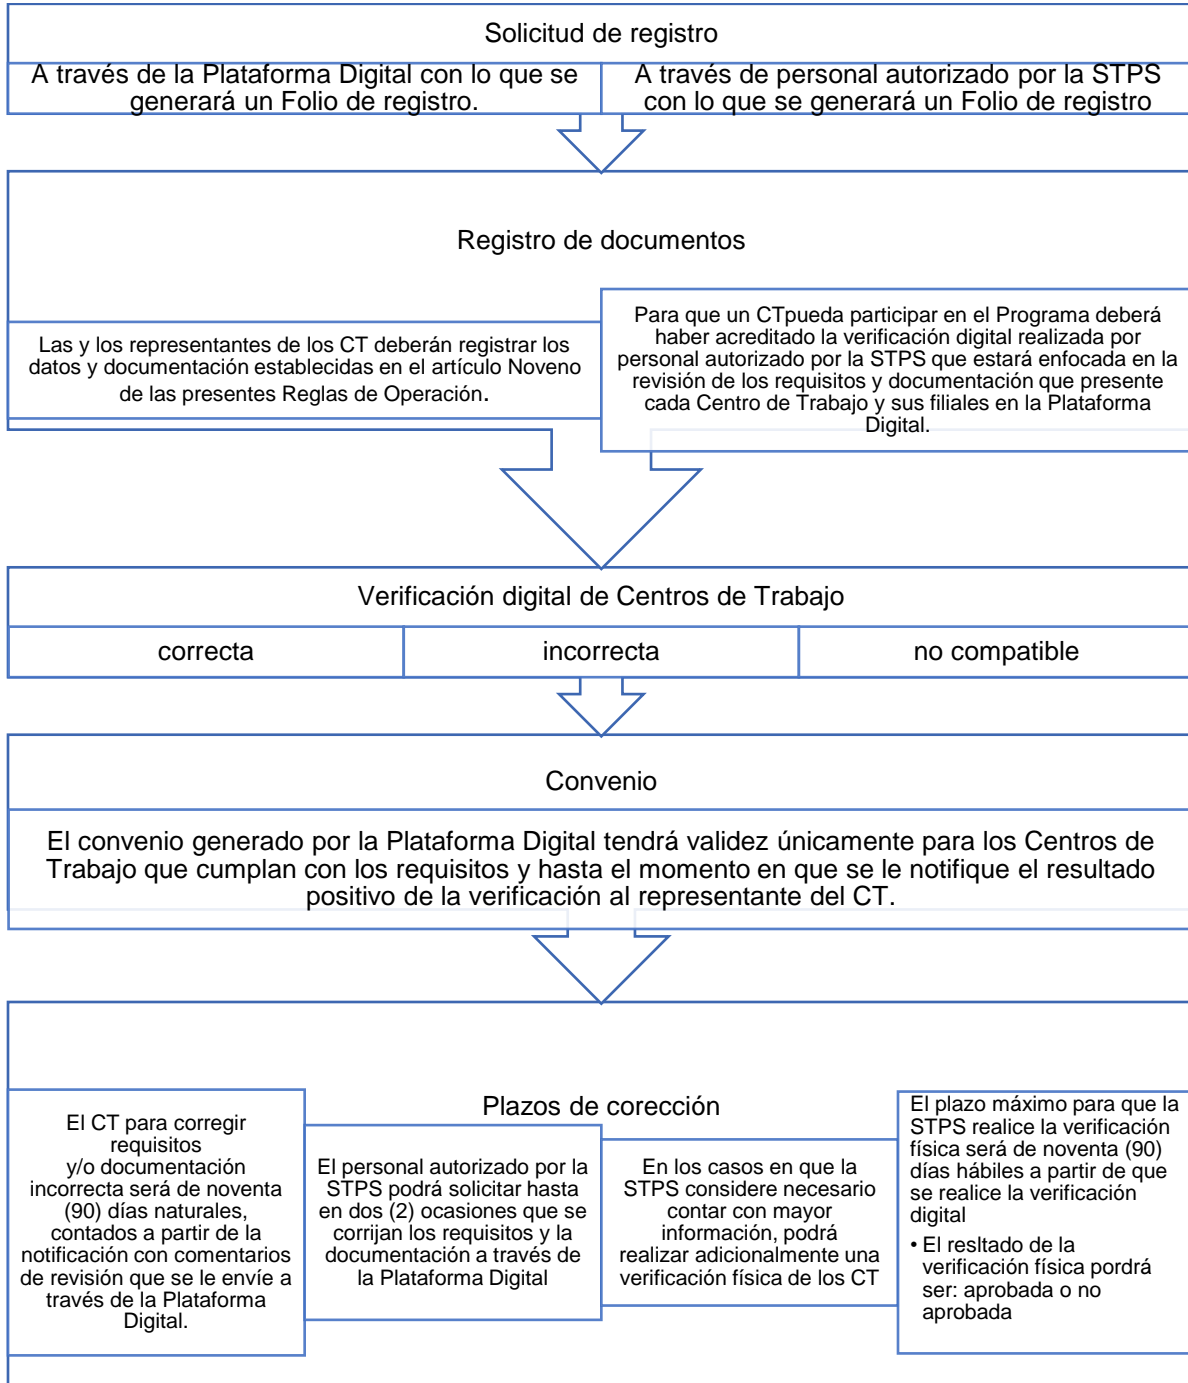 Solicitud de registro
A través de la Plataforma Digital con lo que se
generará un Folio de registro.
A través de personal autorizado por la STPS
con lo que se generará un Folio de registro
Registro de documentos
Las y los representantes de los CT deberán registrar los
datos y documentación establecidas en el artículo Noveno
de las presentes Reglas de Operación.
Para que un CTpueda participar en el Programa deberá
haber acreditado la verificación digital realizada por
personal autorizado por la STPS que estará enfocada en la
revisión de los requisitos y documentación que presente
cada Centro de Trabajo y sus filiales en la Plataforma
Digital.
Verificación digital de Centros de Trabajo
correcta
incorrecta
no compatible
Convenio
El convenio generado por la Plataforma Digital tendrá validez únicamente para los Centros de
Trabajo que cumplan con los requisitos y hasta el momento en que se le notifique el resultado
positivo de la verificación al representante del CT.
Plazos de corección
El CT para corregir
requisitos
y/o documentación
incorrecta será de noventa
(90) días naturales,
contados a partir de la
notificación con comentarios
de revisión que se le envíe a
través de la Plataforma
Digital.
El personal autorizado por la
STPS podrá solicitar hasta
en dos (2) ocasiones que se
corrijan los requisitos y la
documentación a través de
la Plataforma Digital
En los casos en que la
STPS considere necesario
contar con mayor
información, podrá
realizar adicionalmente una
verificación física de los CT
El plazo máximo para que la
STPS realice la verificación
física será de noventa (90)
días hábiles a partir de que
se realice la verificación
digital
• El resltado de la
verificación física pordrá
ser: aprobada o no
aprobada